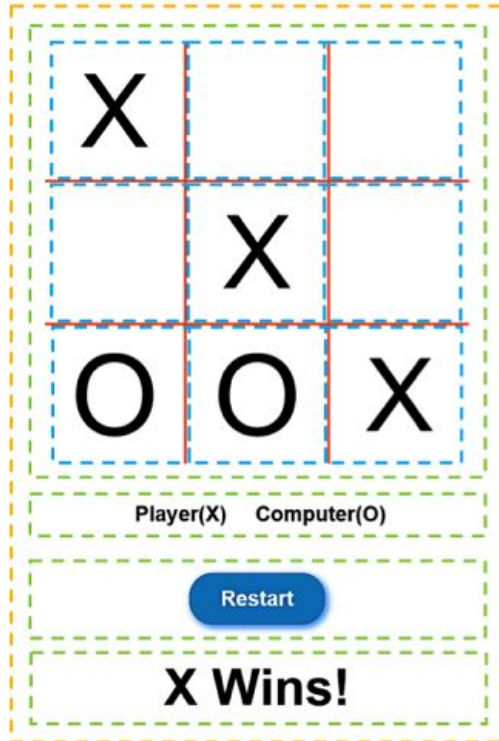 X
X
O O X
Player(X) Computer(O)
Restart
X Wins!